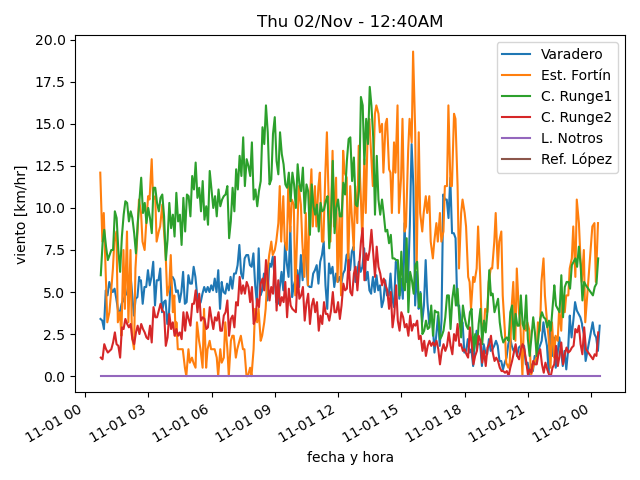 Thu 02/Nov - 12:40AM
20.0
17.5
15.0
12.5
10.0
7.5
5.0
2.5
0.0
viento [km/hr]
Varadero
Est. Fortín
C. Runge1
C. Runge2
L. Notros
Ref. López
11-01 00
11-01 03
11-01 06
11-01 09
11-01 12
11-01 15
11-01 18
11-01 21
11-02 00
fecha y hora